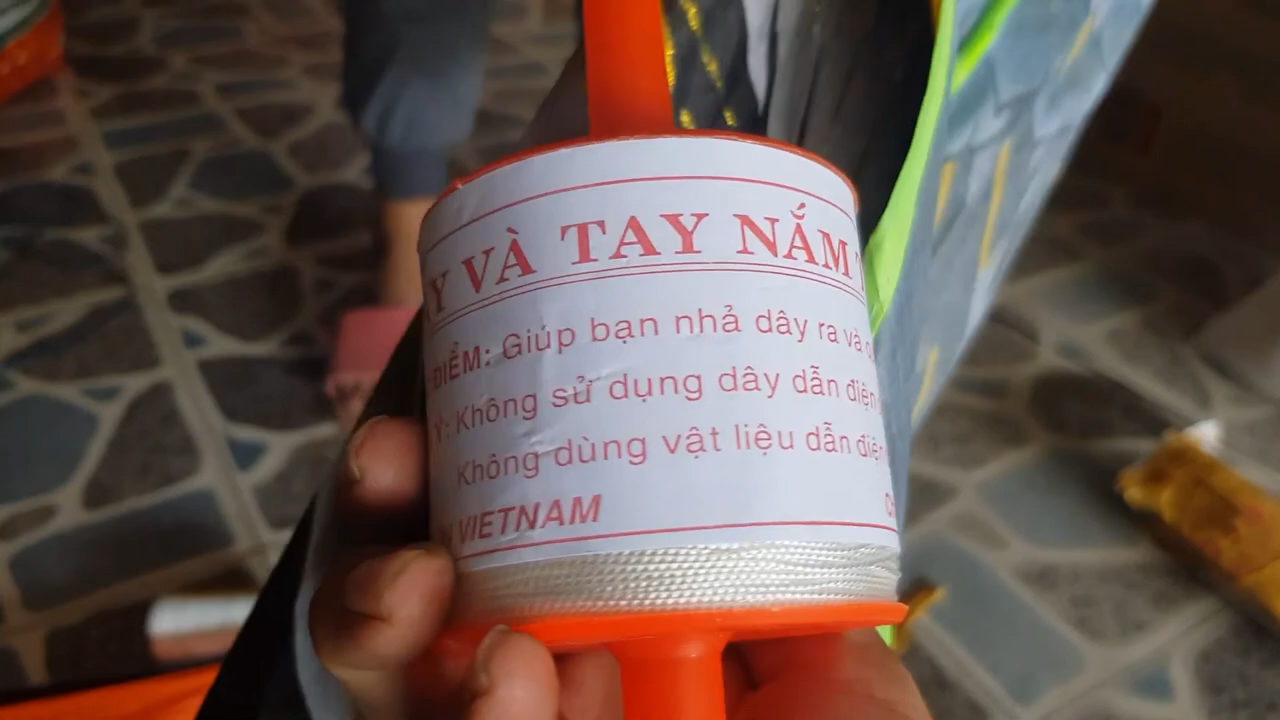 Y VÀ TAY NẮM
ĐIỂM: Giúp bạn nhả dây ra và
Ý: Không sử dụng dây dẫn điện
Không dùng vật liệu dẫn điện
N VIETNAM